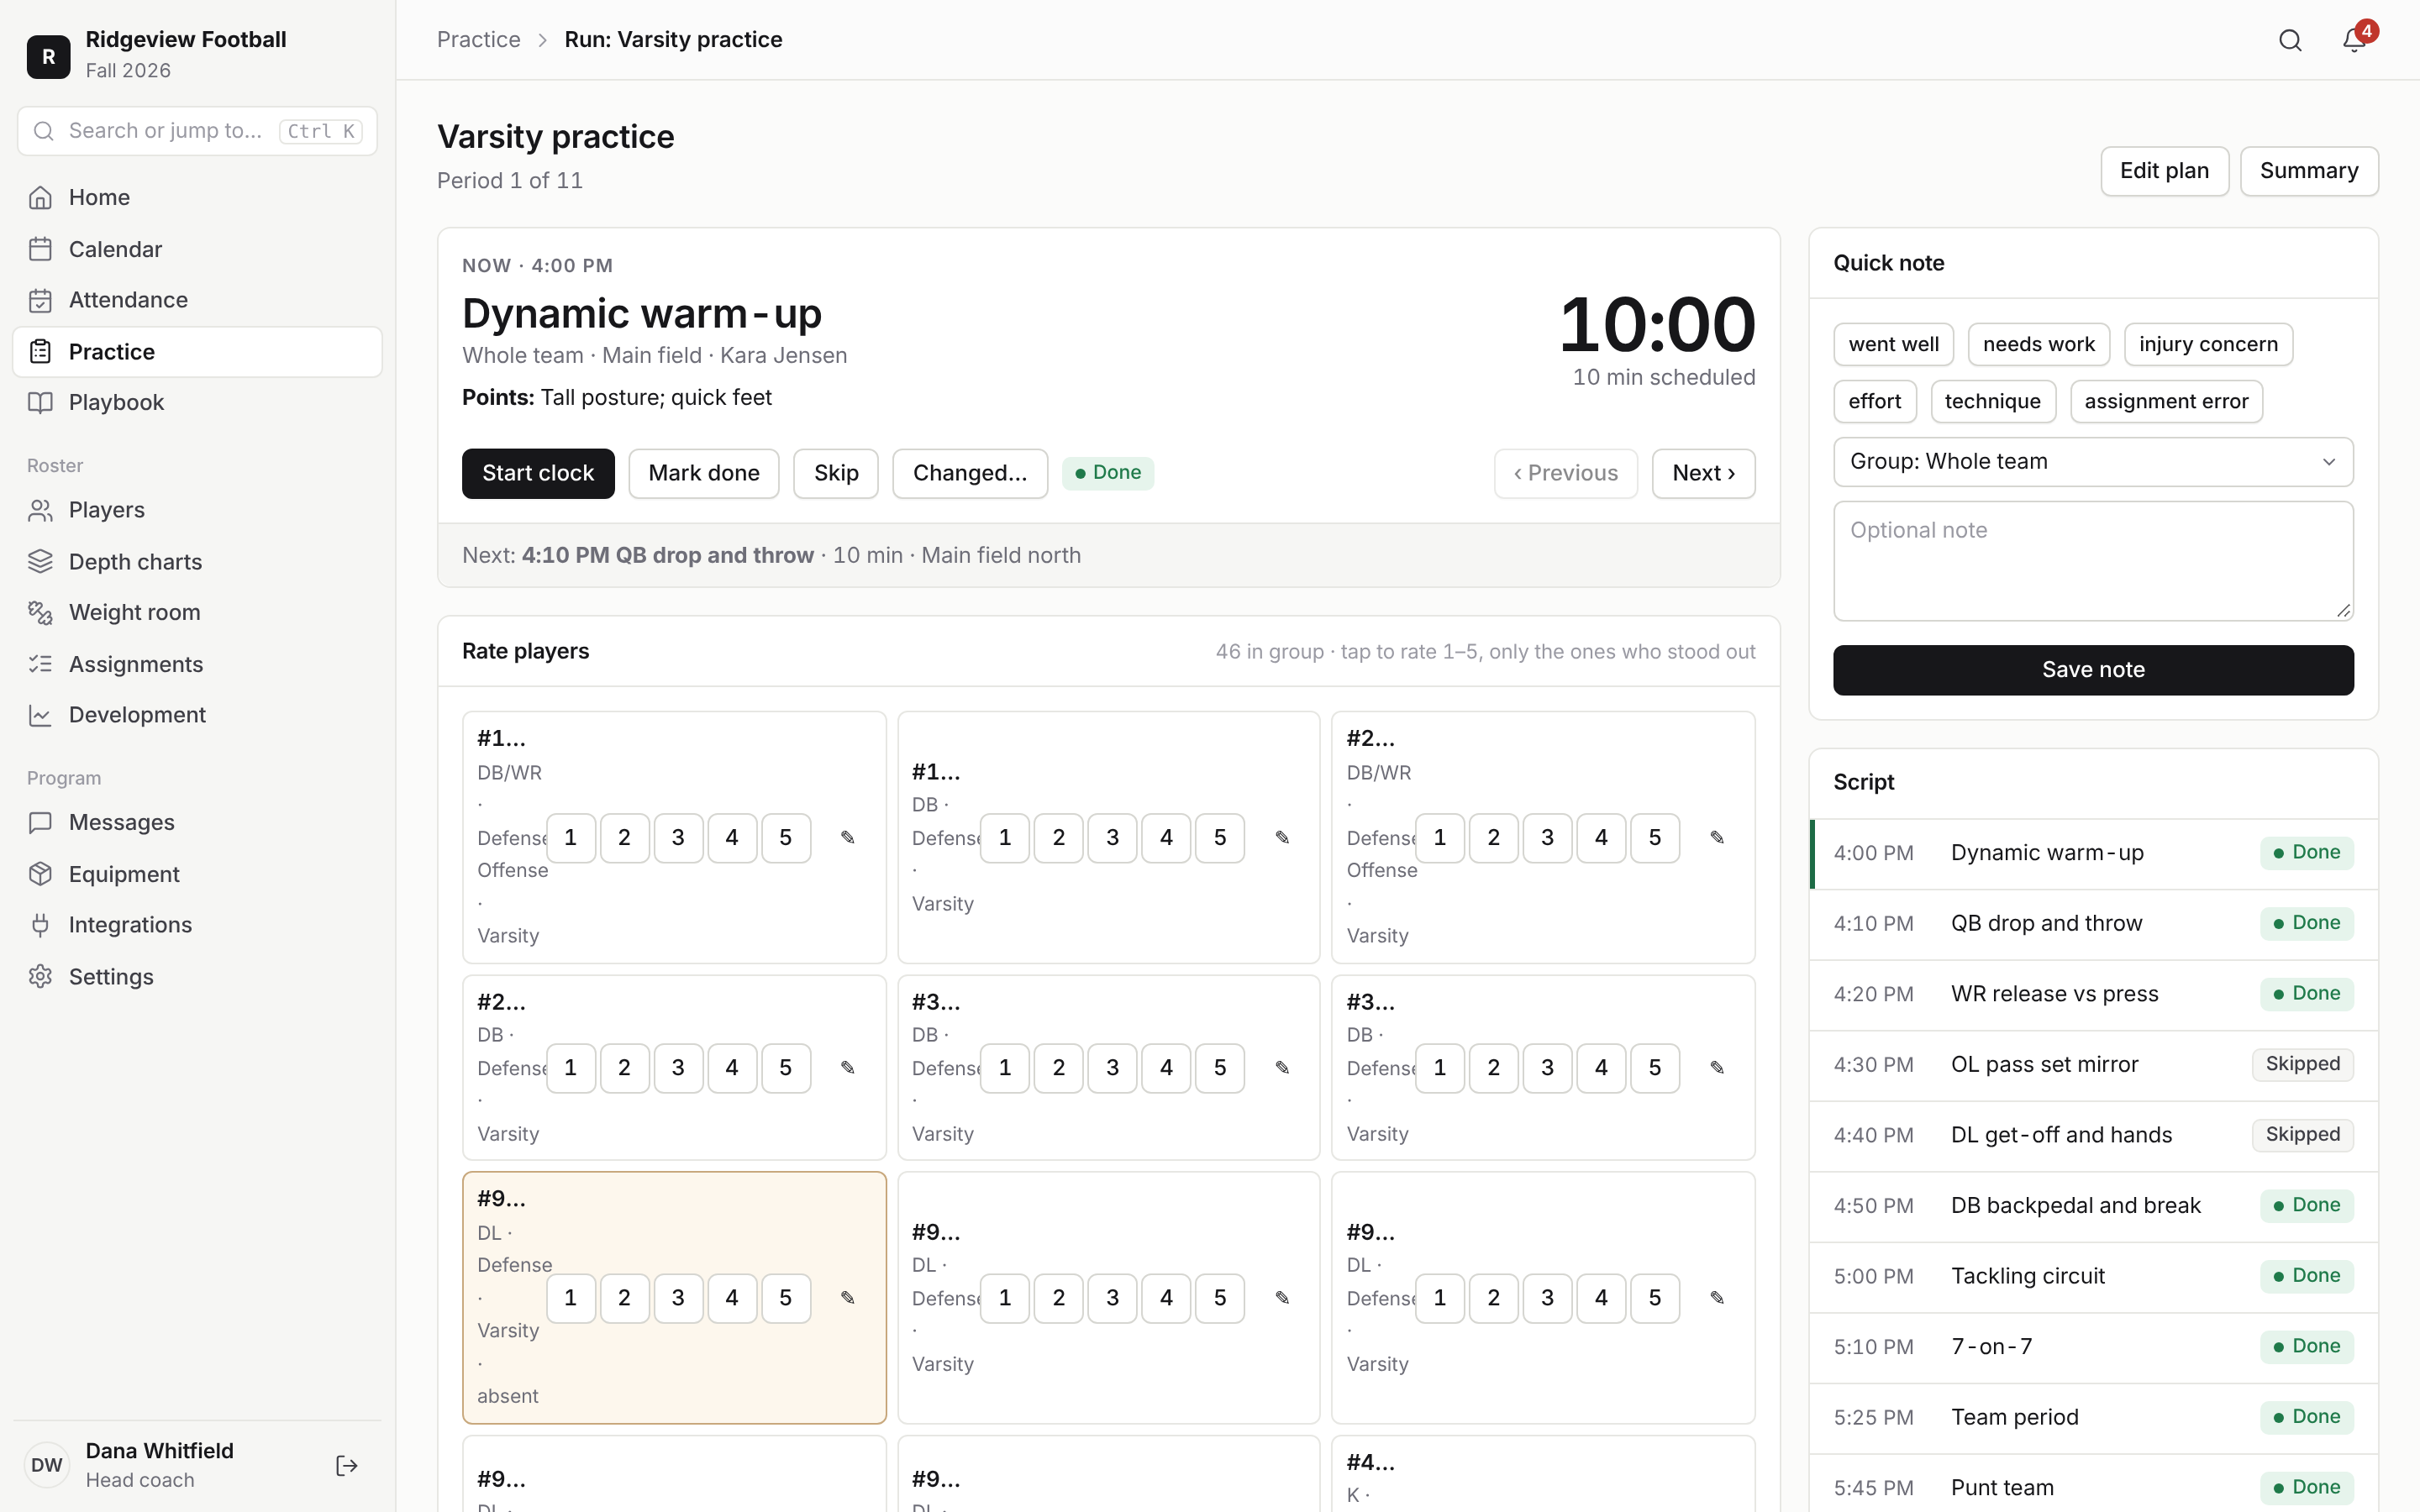 R
Ridgeview Football
Fall 2026
Search or jump to...
Ctrl K
Home
Calendar
Attendance
Practice
Playbook
Roster
Players
Depth charts
Weight room
Assignments
Development
Program
Messages
Equipment
Integrations
Settings
DW
Dana Whitfield
Head coach
Practice
Run: Varsity practice
4
Varsity practice
Period 1 of 11
Edit plan
Summary
NOW · 4:00 PM
Dynamic warm-up
Whole team · Main field · Kara Jensen
Points: Tall posture; quick feet
10:00
10 min scheduled
Start clock
Mark done
Skip
Changed...
Done
‹ Previous
Next ›
Next: 4:10 PM QB drop and throw · 10 min · Main field north
Rate players
46 in group · tap to rate 1–5, only the ones who stood out
#1...
DB/WR
·
Defense
Offense
·
Varsity
1 2 3 4 5
#1...
DB ·
Defense
·
Varsity
1 2 3 4 5
#2...
DB/WR
·
Defense
Offense
·
Varsity
1 2 3 4 5
#2...
DB ·
Defense
·
Varsity
1 2 3 4 5
#3...
DB ·
Defense
·
Varsity
1 2 3 4 5
#3...
DB ·
Defense
·
Varsity
1 2 3 4 5
#9...
DL ·
Defense
·
Varsity
·
absent
1 2 3 4 5
#9...
DL ·
Defense
·
Varsity
1 2 3 4 5
#9...
DL ·
Defense
·
Varsity
1 2 3 4 5
#9...
DL ·
#9...
DL ·
#4...
K ·
Quick note
went well
needs work
injury concern
effort
technique
assignment error
Group: Whole team
Optional note
Save note
Script
4:00 PM Dynamic warm-up Done
4:10 PM QB drop and throw Done
4:20 PM WR release vs press Done
4:30 PM OL pass set mirror Skipped
4:40 PM DL get-off and hands Skipped
4:50 PM DB backpedal and break Done
5:00 PM Tackling circuit Done
5:10 PM 7-on-7 Done
5:25 PM Team period Done
5:45 PM Punt team Done